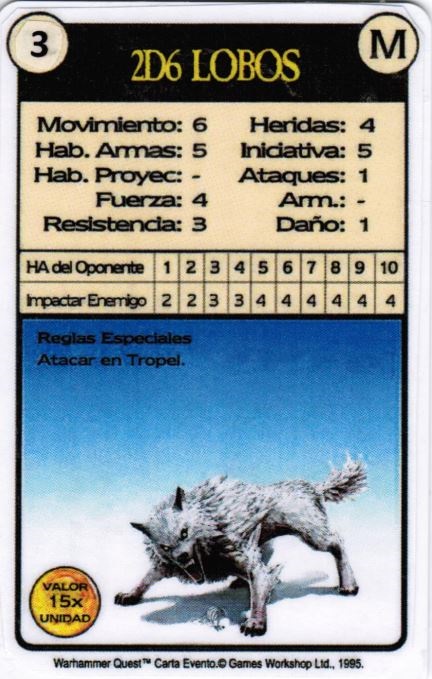 3
M
2D6 LOBOS
Movimiento: 6 Heridas: 4
Hab. Armas: 5 Iniciativa: 5
Hab. Proyec: - Ataques: 1
Fuerza: 4 Arm.: -
Resistencia: 3 Daño: 1
HA del Oponente 1 2 3 4 5 6 7 8 9 10
Impactar Enemigo 2 2 3 3 4 4 4 4 4 4
Reglas Especiales
Atacar en Tropel.
VALOR
15x
UNIDAD
Warhammer Quest™ Carta Evento.© Games Workshop Ltd., 1995.